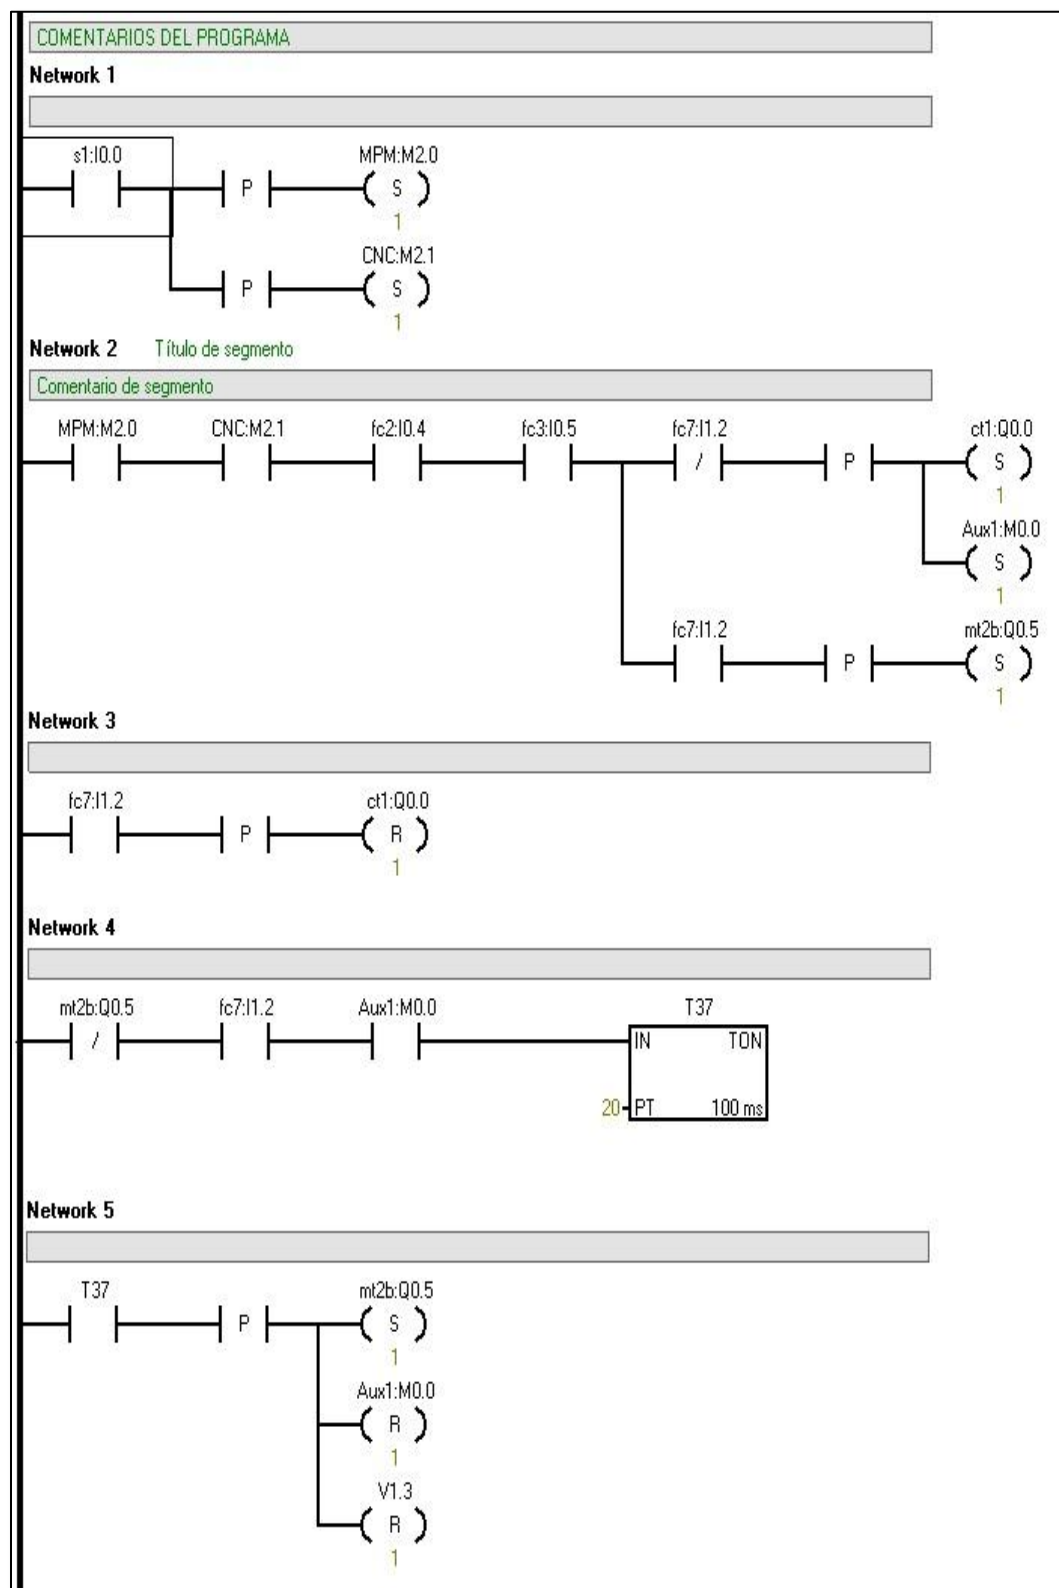 COMENTARIOS DEL PROGRAMA
Network 1
s1:I0.0 MPM:M2.0
P S
1
CNC:M2.1
P S
1
Network 2 Título de segmento
Comentario de segmento
MPM:M2.0 CNC:M2.1 fc2:I0.4 fc3:I0.5 fc7:I1.2 ct1:Q0.0
/ P S
1
Aux1:M0.0
S
1
fc7:I1.2 mt2b:Q0.5
P S
1
Network 3
fc7:I1.2 ct1:Q0.0
P R
1
Network 4
mt2b:Q0.5 fc7:I1.2 Aux1:M0.0 T37
/ IN TON
20 PT 100 ms
Network 5
T37 mt2b:Q0.5
P S
1
Aux1:M0.0
R
1
V1.3
R
1